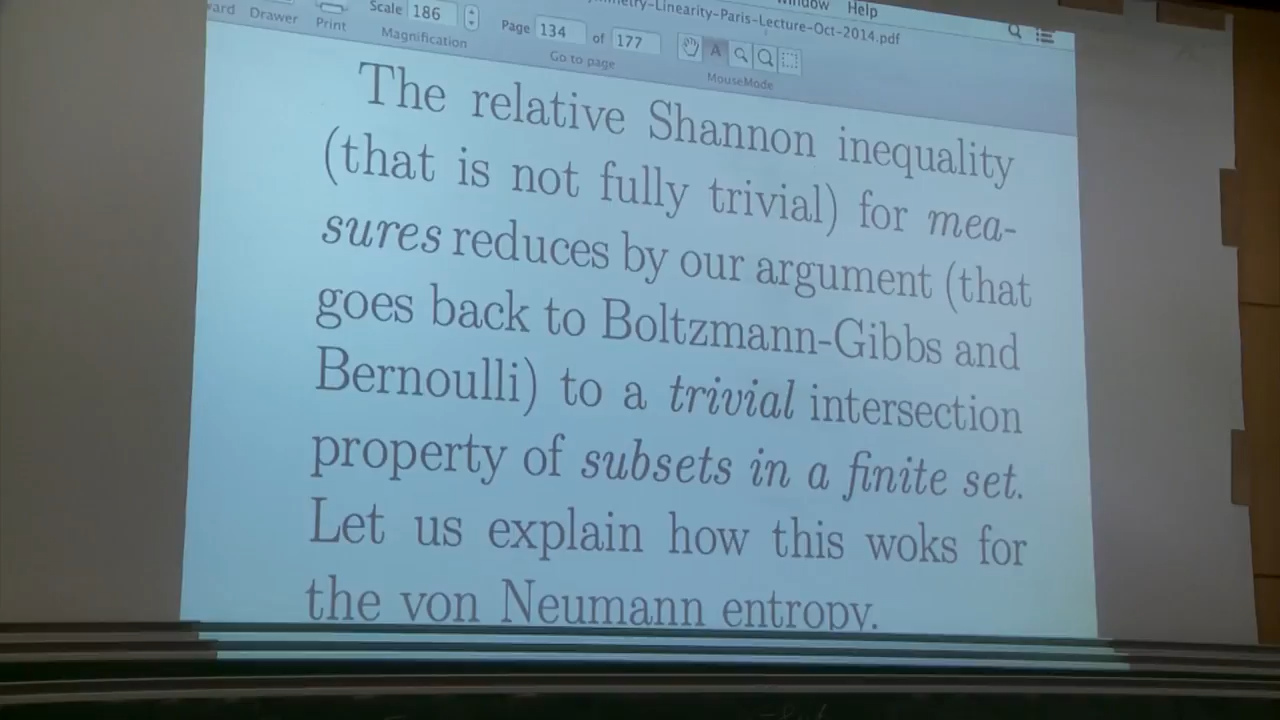 Help
metry-Linearity-Paris-Lecture-Oct-2014.pdf
Drawer
Print
Scale 186
Magnification
Page 134 of 177
Go to page
A
MouseMode
The relative Shannon inequality
(that is not fully trivial) for mea-
sures reduces by our argument (that
goes back to Boltzmann-Gibbs and
Bernoulli) to a trivial intersection
property of subsets in a finite set.
Let us explain how this woks for
the von Neumann entropy.